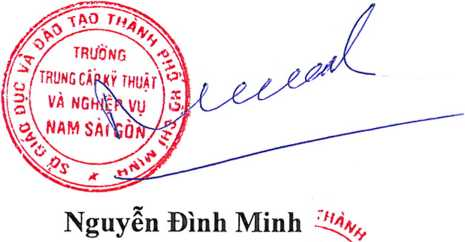 SỞ GIÁO DỤC VÀ ĐÀO TẠO THÀNH PHỐ HỒ CHÍ MINH
TRƯỜNG
TRUNG CẤP KỸ THUẬT
VÀ NGHIỆP VỤ
NAM SÀI GÒN
Nguyễn Đình Minh
THÀNH